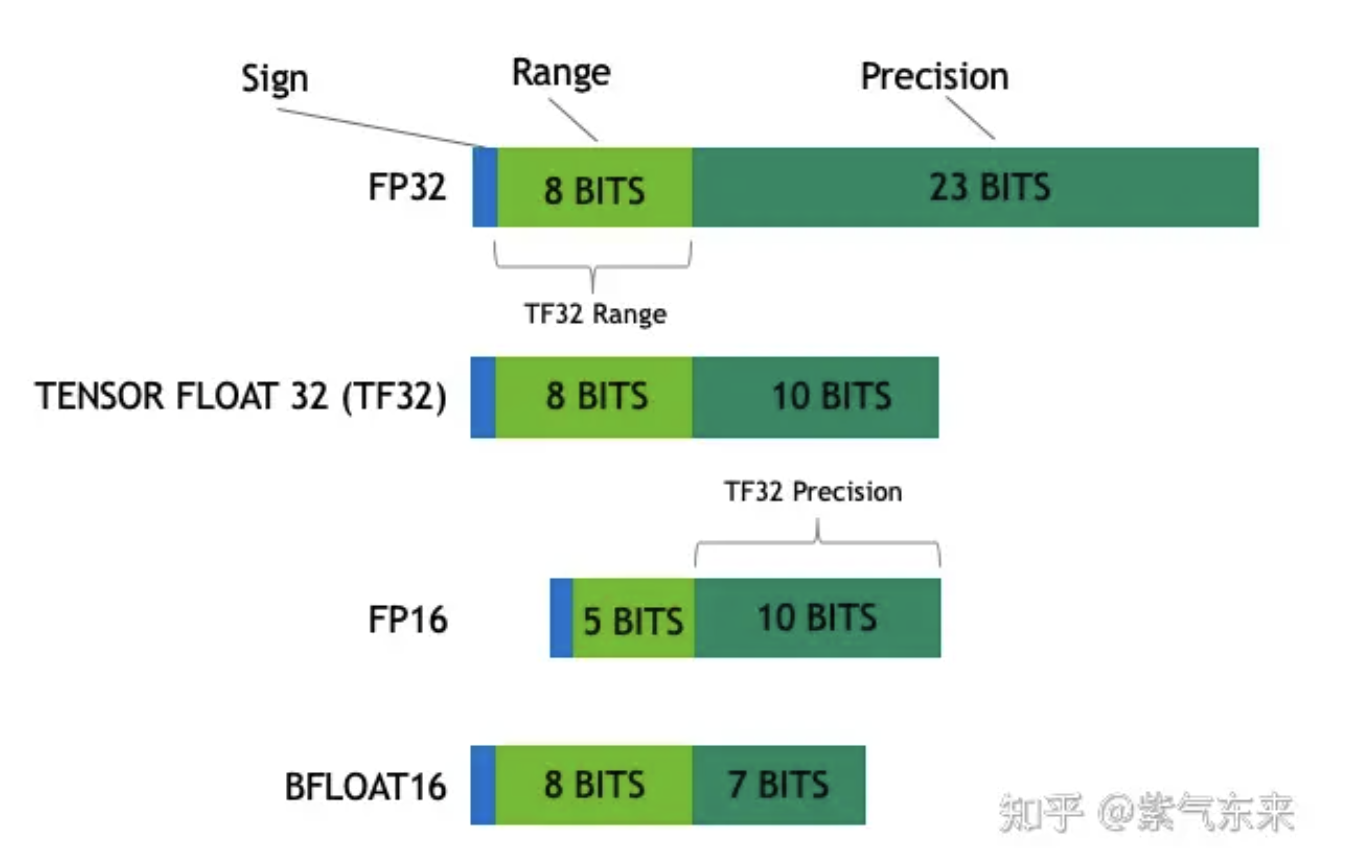 Sign
Range
Precision
FP32
8 BITS
23 BITS
TF32 Range
TENSOR FLOAT 32 (TF32)
8 BITS
10 BITS
TF32 Precision
FP16
5 BITS
10 BITS
BFLOAT16
8 BITS
7 BITS
知乎 @紫气东来